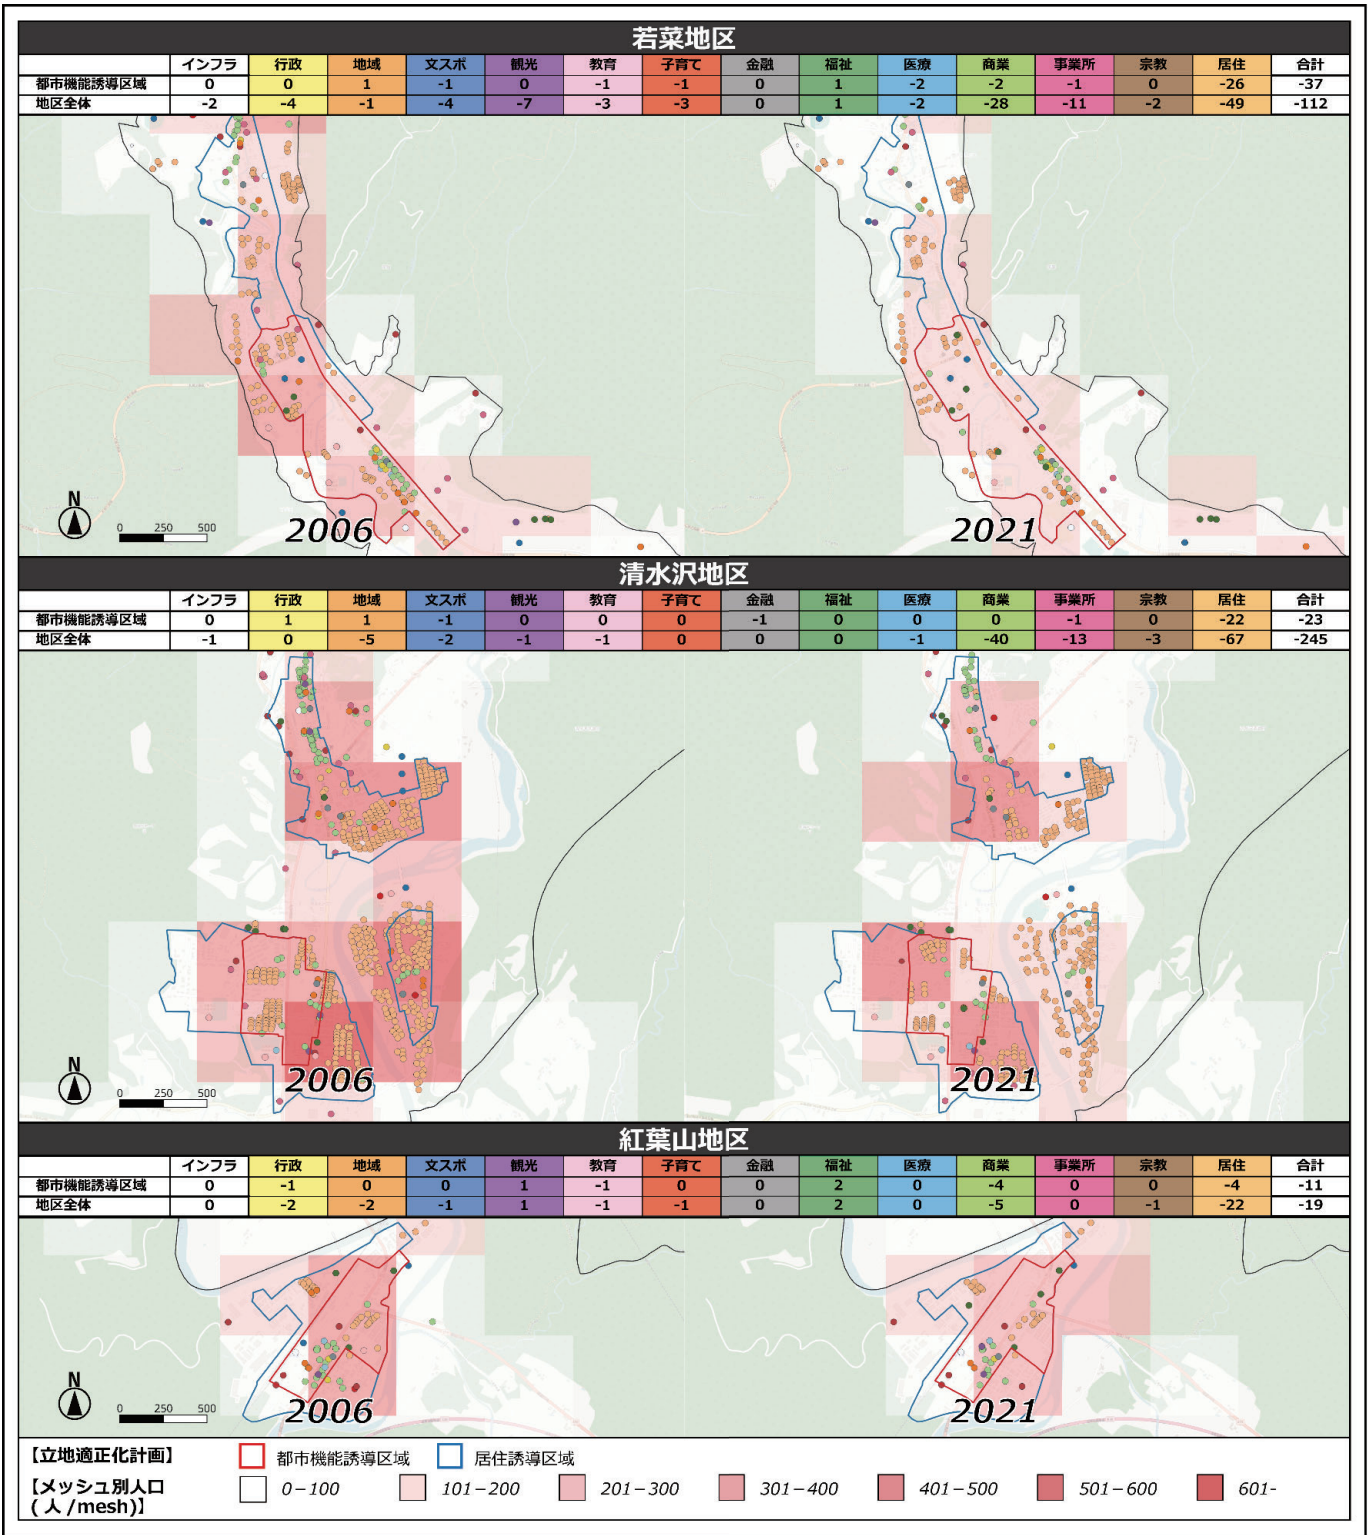 若菜地区
インフラ 行政 地域 文スポ 観光 教育 子育て 金融 福祉 医療 商業 事業所 宗教 居住 合計
都市機能誘導区域 0 0 1 -1 0 -1 -1 0 1 -2 -2 -1 0 -26 -37
地区全体 -2 -4 -1 -4 -7 -3 -3 0 1 -2 -28 -11 -2 -49 -112
N
0 250 500
2006
2021
清水沢地区
インフラ 行政 地域 文スポ 観光 教育 子育て 金融 福祉 医療 商業 事業所 宗教 居住 合計
都市機能誘導区域 0 1 1 -1 0 0 0 -1 0 0 0 -1 0 -22 -23
地区全体 -1 0 -5 -2 -1 -1 0 0 0 -1 -40 -13 -3 -67 -245
N
0 250 500
2006
2021
紅葉山地区
インフラ 行政 地域 文スポ 観光 教育 子育て 金融 福祉 医療 商業 事業所 宗教 居住 合計
都市機能誘導区域 0 -1 0 0 1 -1 0 0 2 0 -4 0 0 -4 -11
地区全体 0 -2 -2 -1 1 -1 -1 0 2 0 -5 0 -1 -22 -19
N
0 250 500
2006
2021
【立地適正化計画】 都市機能誘導区域 居住誘導区域
【メッシュ別人口 0-100 101-200 201-300 301-400 401-500 501-600 601-
(人/mesh)】